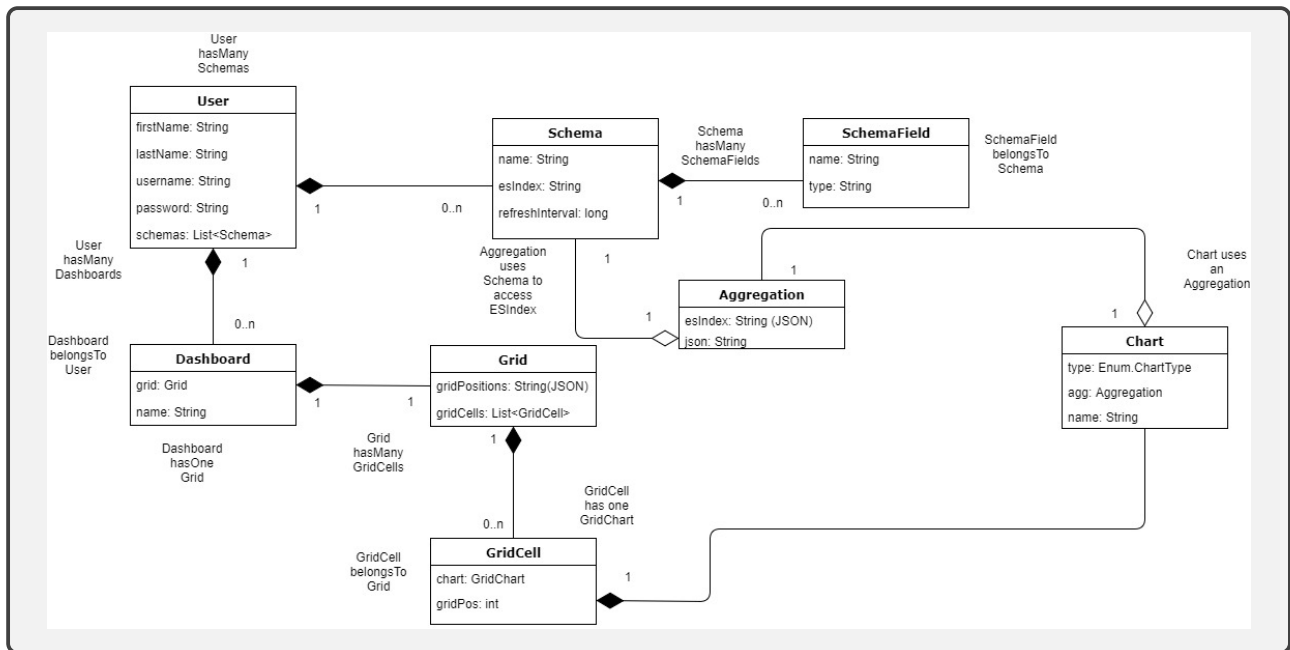 User
hasMany
Schemas
User
firstName: String
lastName: String
username: String
password: String
schemas: List<Schema>
1
0..n
Schema
name: String
esIndex: String
refreshInterval: long
Schema
hasMany
SchemaFields
1
0..n
SchemaField
name: String
type: String
SchemaField
belongsTo
Schema
User
hasMany
Dashboards
1
0..n
Aggregation
uses
Schema to
access
ESIndex
1
1
1
Aggregation
esIndex: String (JSON)
json: String
Chart uses
an
Aggregation
1
Chart
type: Enum.ChartType
agg: Aggregation
name: String
Dashboard
belongsTo
User
Dashboard
grid: Grid
name: String
1
1
Dashboard
hasOne
Grid
Grid
gridPositions: String(JSON)
gridCells: List<GridCell>
Grid
hasMany
GridCells
1
0..n
GridCell
has one
GridChart
GridCell
belongsTo
Grid
GridCell
chart: GridChart
gridPos: int
1